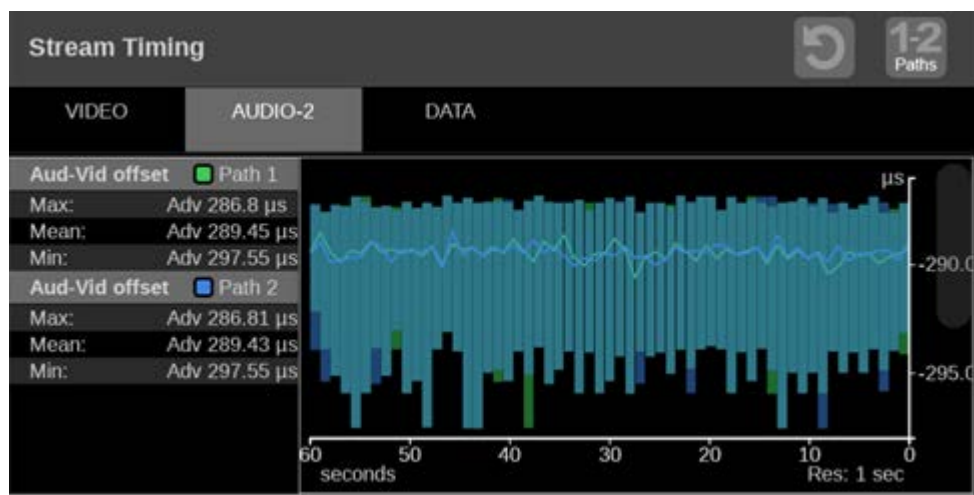 Stream Timing
1-2
Paths
VIDEO
AUDIO-2
DATA
Aud-Vid offset Path 1
Max: Adv 286.8 µs
Mean: Adv 289.45 µs
Min: Adv 297.55 µs
Aud-Vid offset Path 2
Max: Adv 286.81 µs
Mean: Adv 289.43 µs
Min: Adv 297.55 µs
µs
-290.0
-295.0
60 50 40 30 20 10 0
seconds
Res: 1 sec